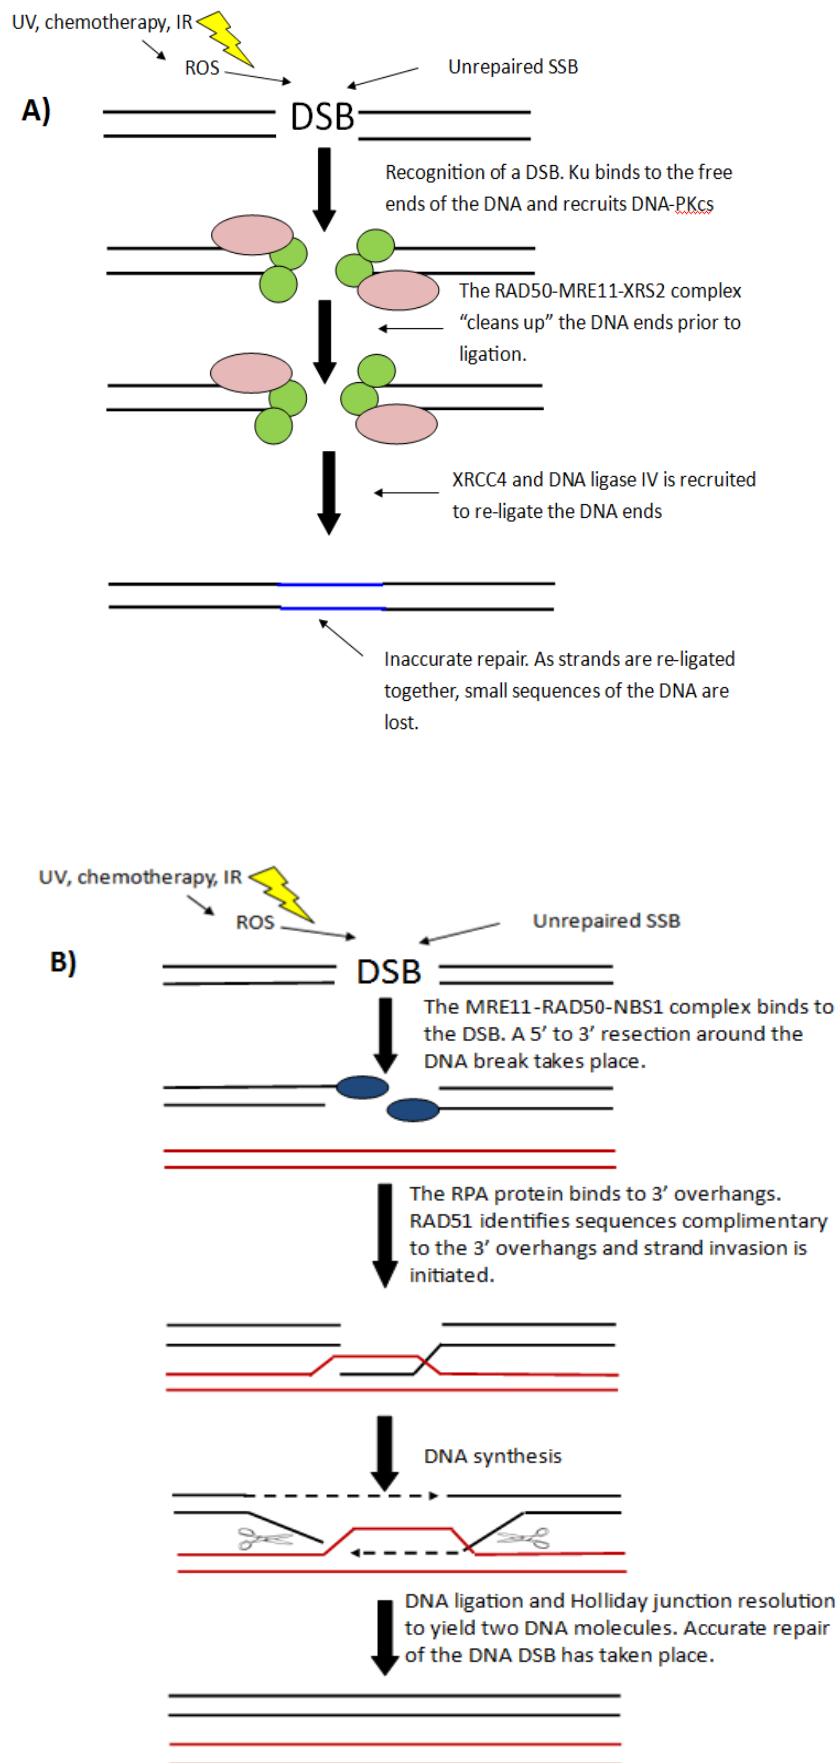 UV, chemotherapy, IR
ROS
Unrepaired SSB
A)
DSB
Recognition of a DSB. Ku binds to the free
ends of the DNA and recruits DNA-PKcs
The RAD50-MRE11-XRS2 complex
“cleans up” the DNA ends prior to
ligation.
XRCC4 and DNA ligase IV is recruited
to re-ligate the DNA ends
Inaccurate repair. As strands are re-ligated
together, small sequences of the DNA are
lost.
UV, chemotherapy, IR
ROS
Unrepaired SSB
B)
DSB
The MRE11-RAD50-NBS1 complex binds to
the DSB. A 5’ to 3’ resection around the
DNA break takes place.
The RPA protein binds to 3’ overhangs.
RAD51 identifies sequences complimentary
to the 3’ overhangs and strand invasion is
initiated.
DNA synthesis
DNA ligation and Holliday junction resolution
to yield two DNA molecules. Accurate repair
of the DNA DSB has taken place.